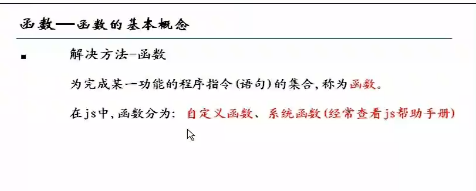 函数——函数的基本概念
解决方法-函数
为完成某一功能的程序指令(语句)的集合,称为函数。
在js中,函数分为: 自定义函数、系统函数(经常查看js帮助手册)